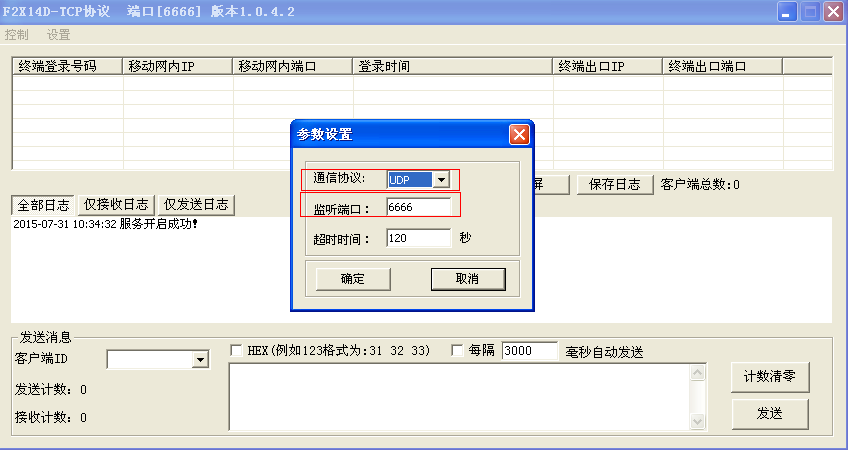 F2X14D-TCP协议 端口[6666] 版本1.0.4.2
控制 设置
终端登录号码 移动网内IP 移动网内端口 登录时间 终端出口IP 终端出口端口
参数设置
通信协议: UDP
监听端口: 6666
超时时间: 120 秒
确定 取消
屏 保存日志 客户端总数:0
全部日志 仅接收日志 仅发送日志
2015-07-31 10:34:32 服务开启成功!
发送消息
客户端ID
HEX(例如123格式为:31 32 33) 每隔 3000 毫秒自动发送
发送计数: 0
接收计数: 0
计数清零
发送